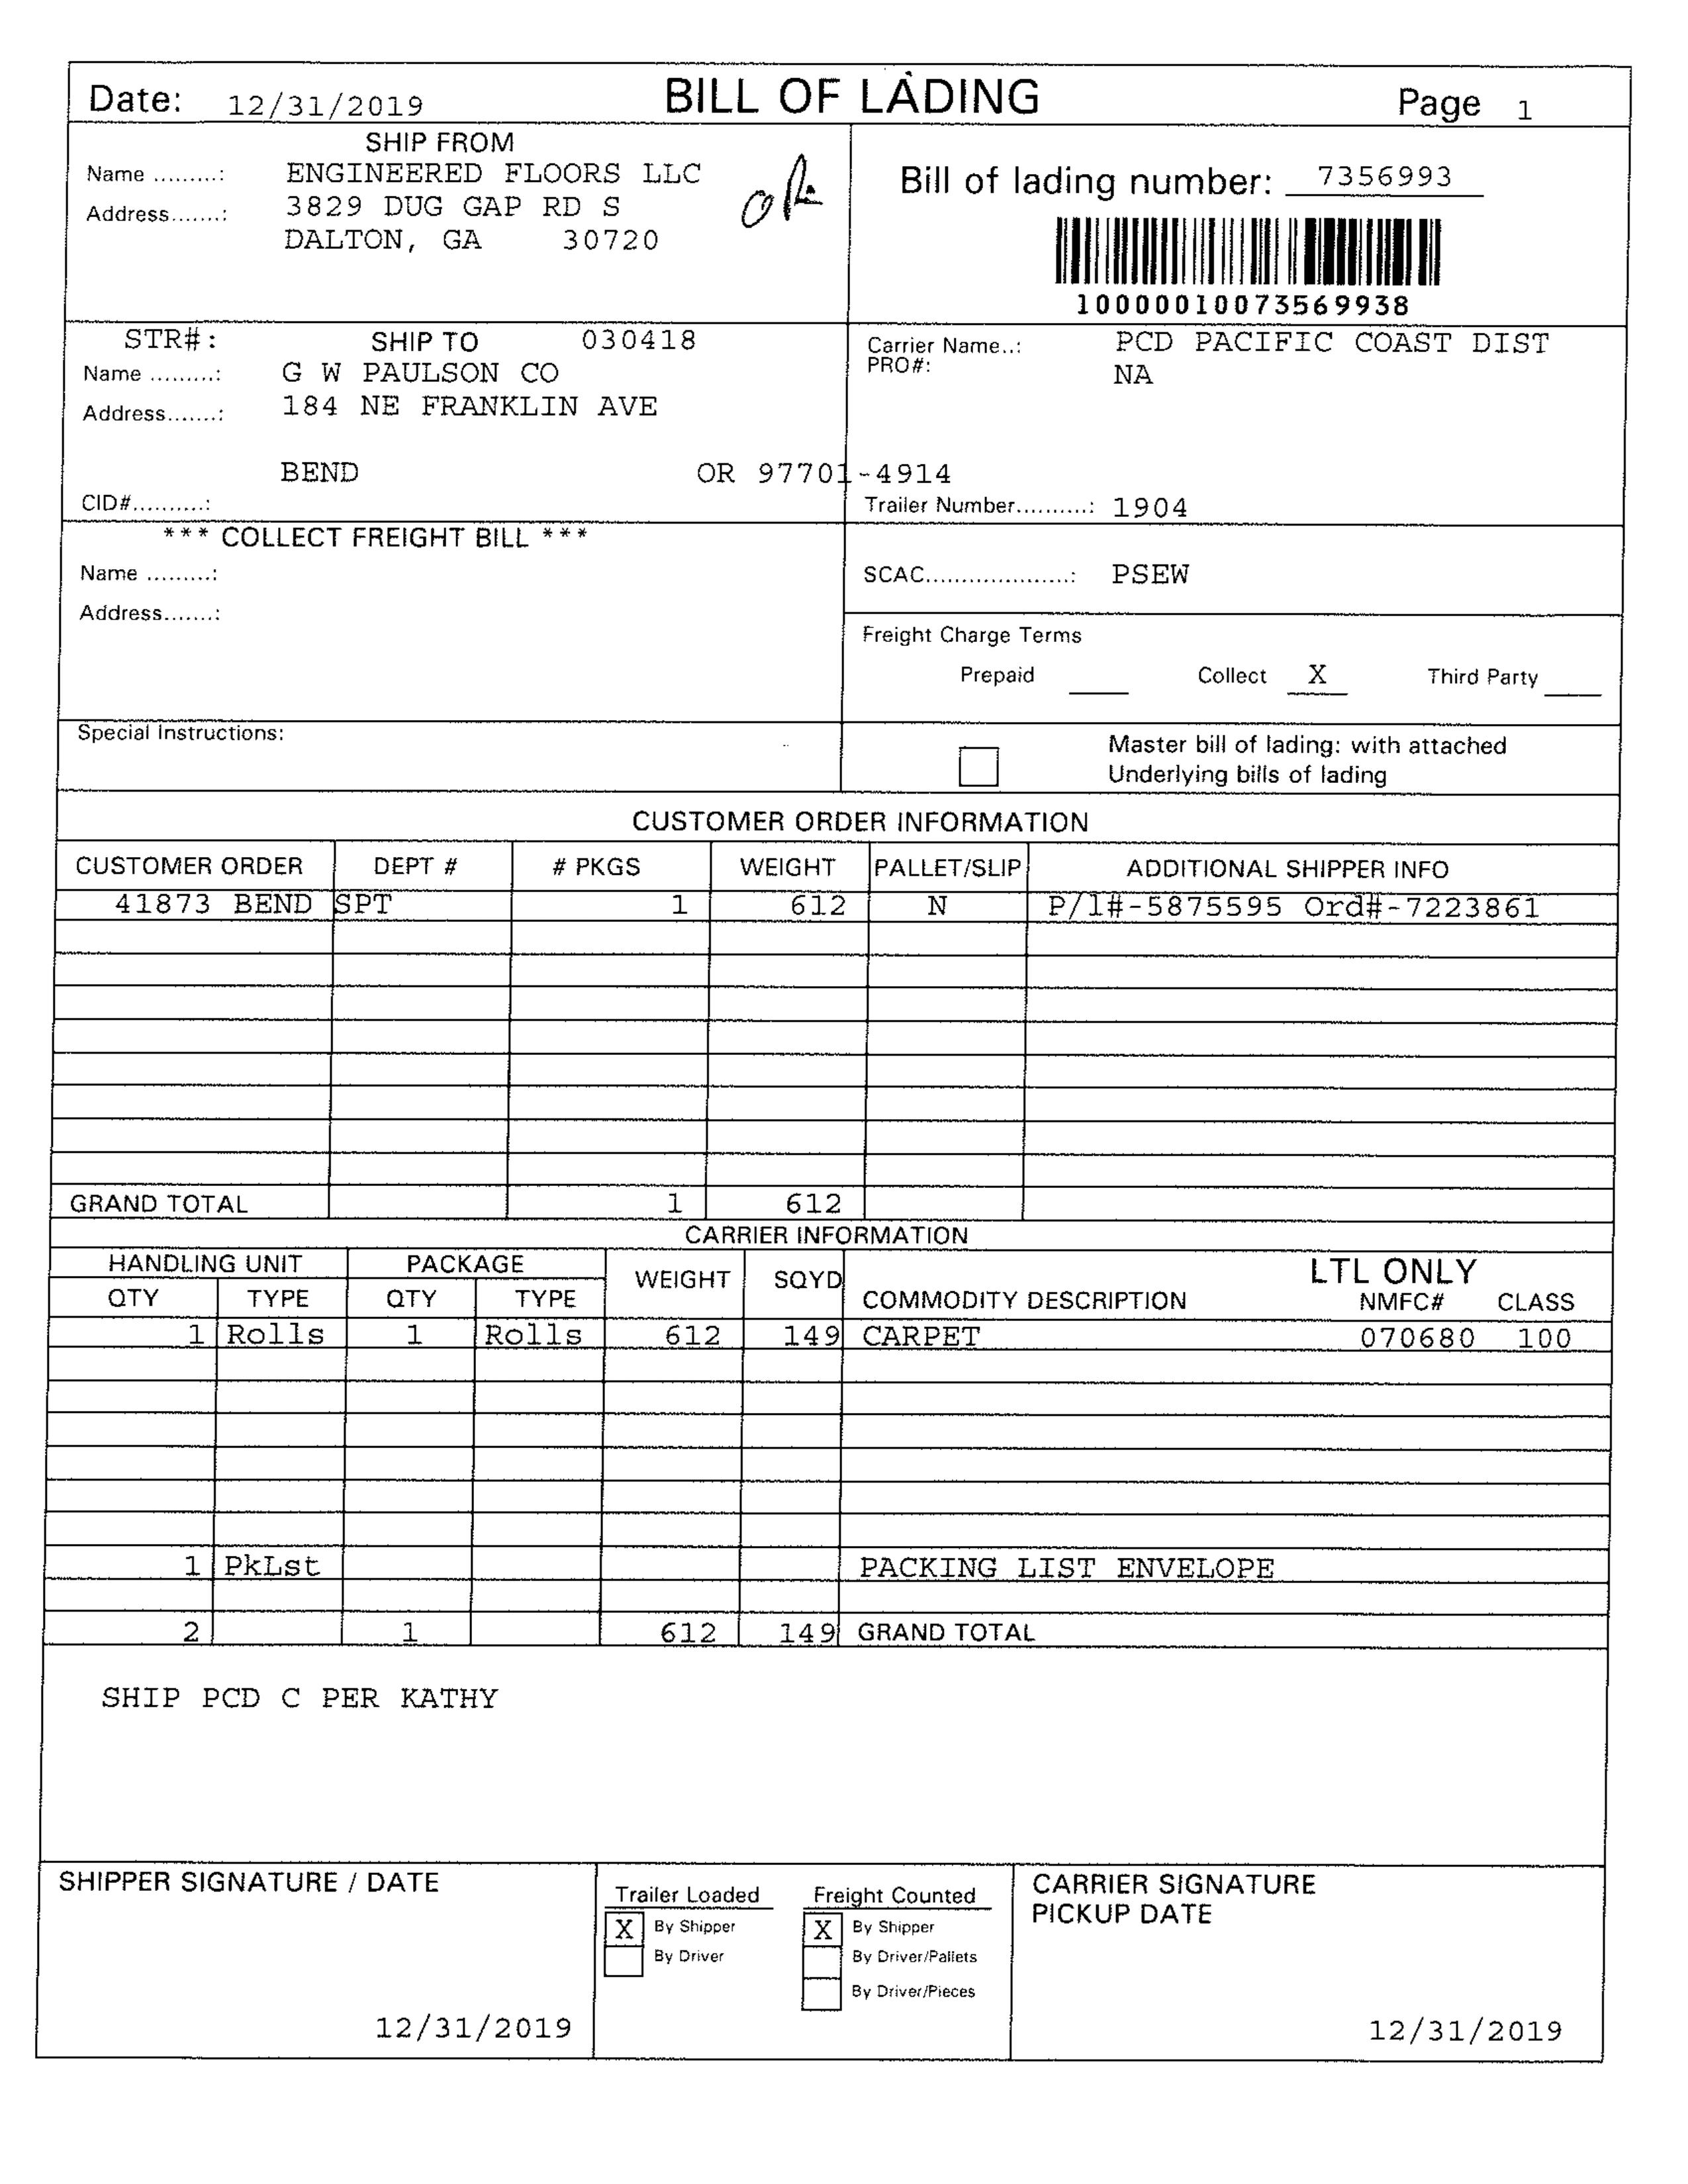 Date: 12/31/2019 BILL OF LADING Page 1
SHIP FROM
Name .........: ENGINEERED FLOORS LLC
Address.......: 3829 DUG GAP RD S
DALTON, GA 30720
ok
Bill of lading number: 7356993
10000010073569938
STR#: SHIP TO 030418
Name .........: G W PAULSON CO
Address.......: 184 NE FRANKLIN AVE
BEND OR 97701-4914
CID#..........:
Carrier Name..: PCD PACIFIC COAST DIST
PRO#: NA
Trailer Number..........: 1904
*** COLLECT FREIGHT BILL ***
Name .........:
Address.......:
SCAC....................: PSEW
Freight Charge Terms
Prepaid Collect X Third Party
Special Instructions:
Master bill of lading: with attached
Underlying bills of lading
CUSTOMER ORDER INFORMATION
CUSTOMER ORDER DEPT # # PKGS WEIGHT PALLET/SLIP ADDITIONAL SHIPPER INFO
41873 BEND SPT 1 612 N P/l#-5875595 Ord#-7223861
GRAND TOTAL 1 612
CARRIER INFORMATION
HANDLING UNIT PACKAGE WEIGHT SQYD LTL ONLY
QTY TYPE QTY TYPE COMMODITY DESCRIPTION NMFC# CLASS
1 Rolls 1 Rolls 612 149 CARPET 070680 100
1 PkLst PACKING LIST ENVELOPE
2 1 612 149 GRAND TOTAL
SHIP PCD C PER KATHY
SHIPPER SIGNATURE / DATE
12/31/2019
Trailer Loaded
X By Shipper
By Driver
Freight Counted
X By Shipper
By Driver/Pallets
By Driver/Pieces
CARRIER SIGNATURE
PICKUP DATE
12/31/2019